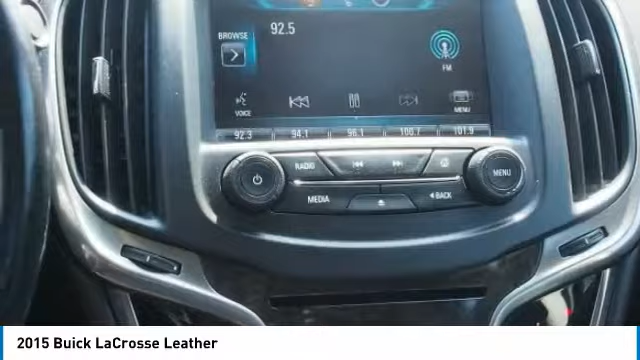 92.5
BROWSE
FM
VOICE
MENU
92.3 94.1 96.1 100.7 101.9
RADIO
MENU
MEDIA
BACK
2015 Buick LaCrosse Leather